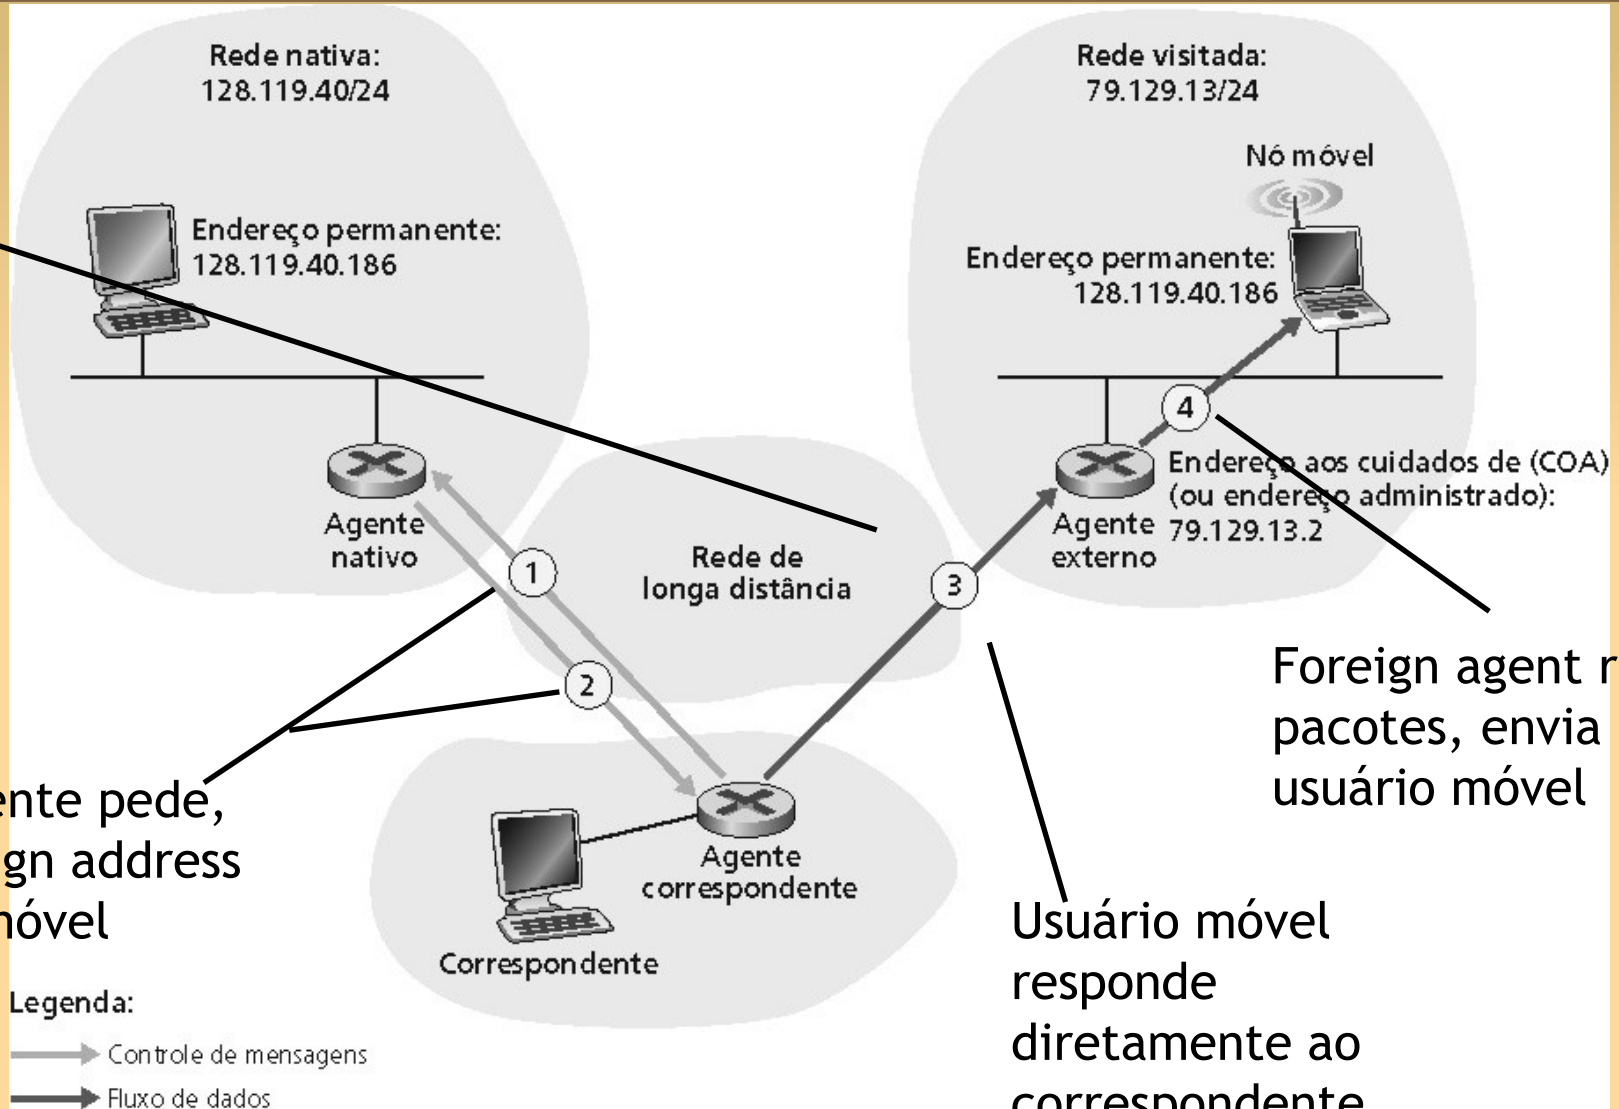 Rede nativa:
128.119.40/24
Rede visitada:
79.129.13/24
Nó móvel
Endereço permanente:
128.119.40.186
Endereço permanente:
128.119.40.186
4
Endereço aos cuidados de (COA)
(ou endereço administrado):
79.129.13.2
Agente
nativo
Agente
externo
Rede de
longa distância
1
3
2
Foreign agent r
pacotes, envia
usuário móvel
ente pede,
gn address
móvel
Agente
correspondente
Correspondente
Usuário móvel
responde
diretamente ao
correspondente
Legenda:
Controle de mensagens
Fluxo de dados